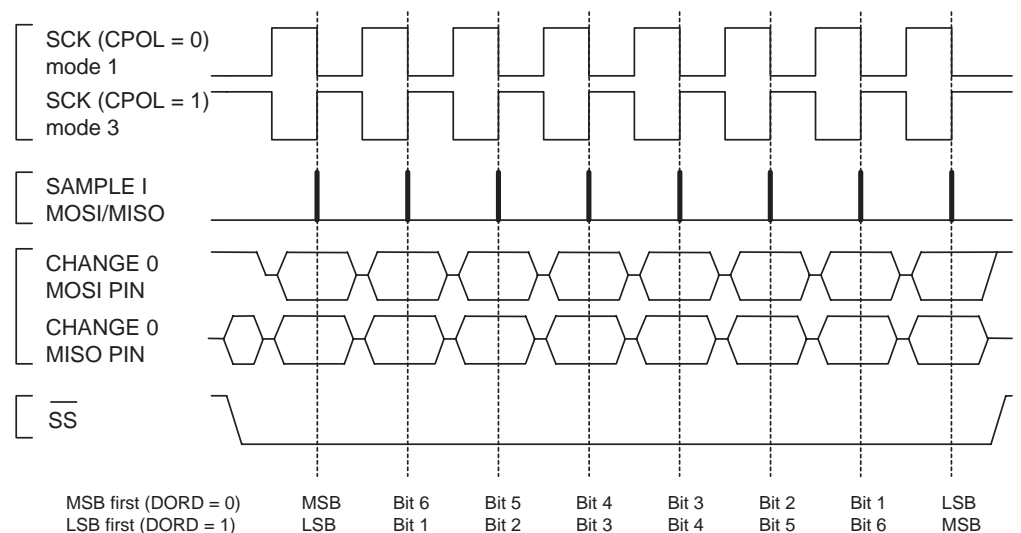 SCK (CPOL = 0)
mode 1
SCK (CPOL = 1)
mode 3
SAMPLE I
MOSI/MISO
CHANGE 0
MOSI PIN
CHANGE 0
MISO PIN
SS
MSB first (DORD = 0) MSB Bit 6 Bit 5 Bit 4 Bit 3 Bit 2 Bit 1 LSB
LSB first (DORD = 1) LSB Bit 1 Bit 2 Bit 3 Bit 4 Bit 5 Bit 6 MSB